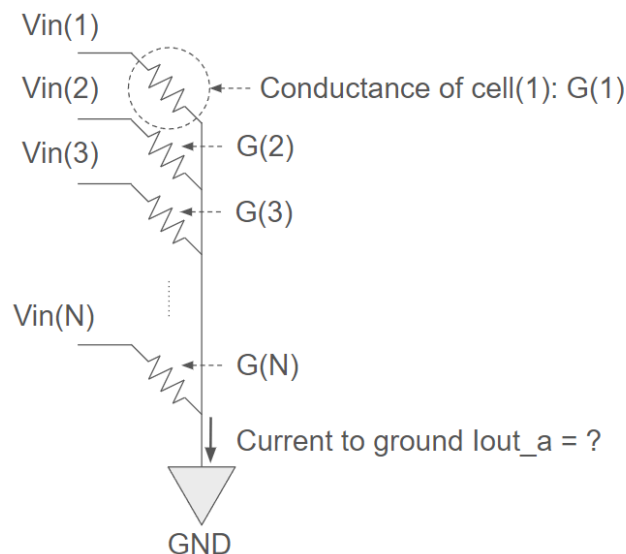 Vin(1)
Vin(2)
Conductance of cell(1): G(1)
Vin(3)
G(2)
G(3)
Vin(N)
G(N)
Current to ground Iout_a = ?
GND